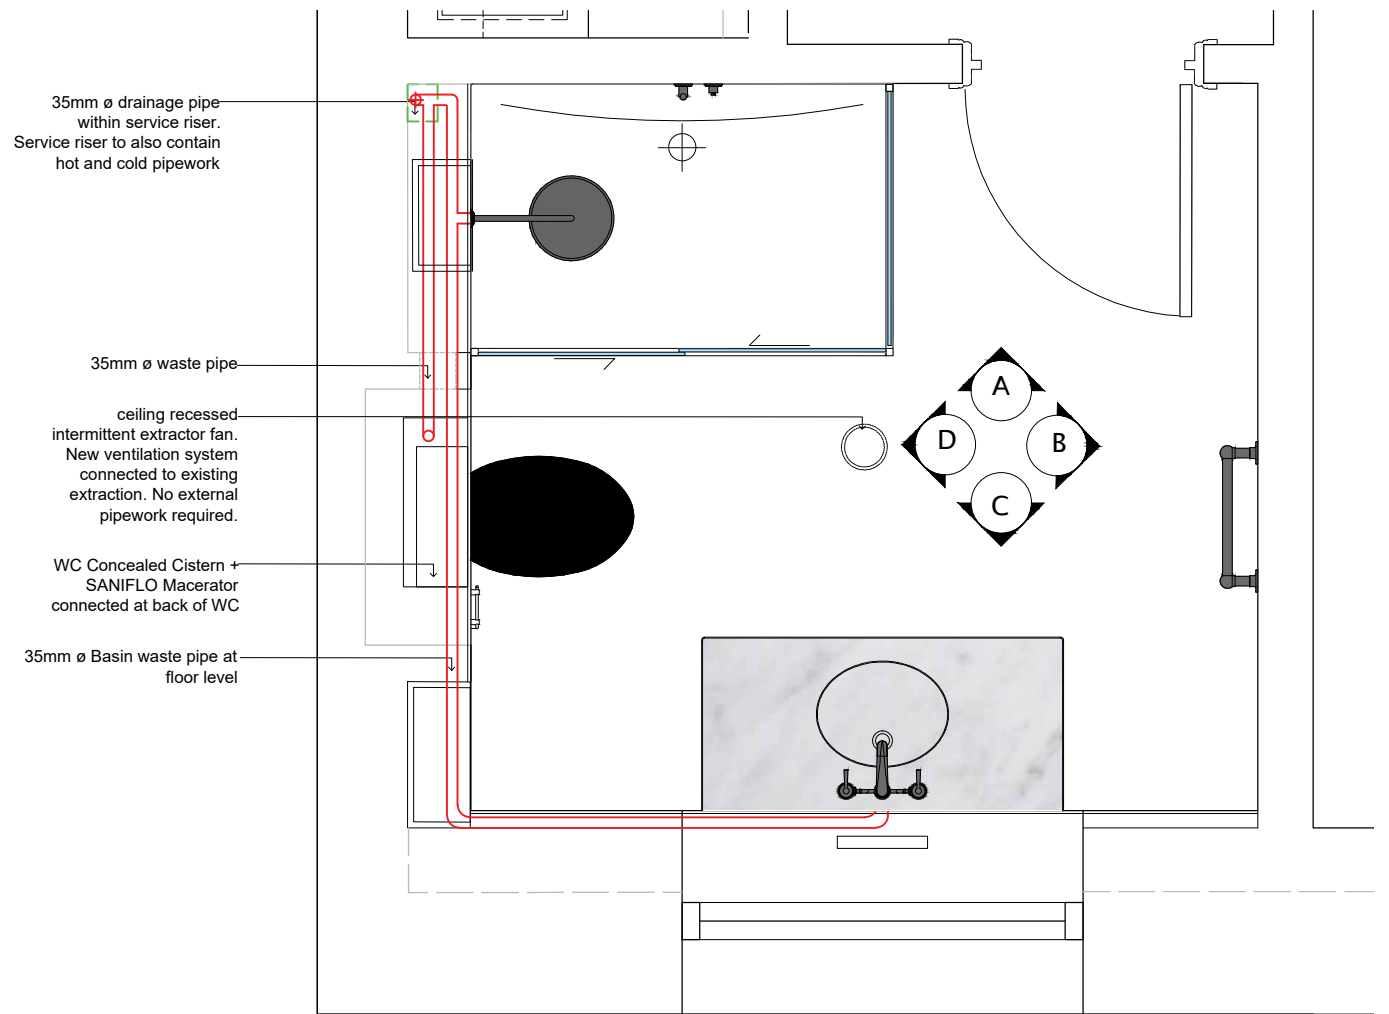 35mm ø drainage pipe
within service riser.
Service riser to also contain
hot and cold pipework
35mm ø waste pipe
ceiling recessed
intermittent extractor fan.
New ventilation system
connected to existing
extraction. No external
pipework required.
WC Concealed Cistern +
SANIFLO Macerator
connected at back of WC
35mm ø Basin waste pipe at
floor level
A
D
B
C